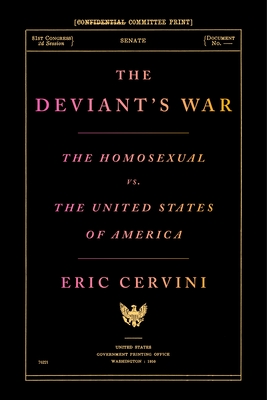 [CONFIDENTIAL COMMITTEE PRINT]
81ST CONGRESS
2d Session
SENATE
DOCUMENT
No. —
THE
DEVIANT'S WAR
THE HOMOSEXUAL
VS.
THE UNITED STATES
OF AMERICA
ERIC CERVINI
UNITED STATES
GOVERNMENT PRINTING OFFICE
WASHINGTON : 1950
74221